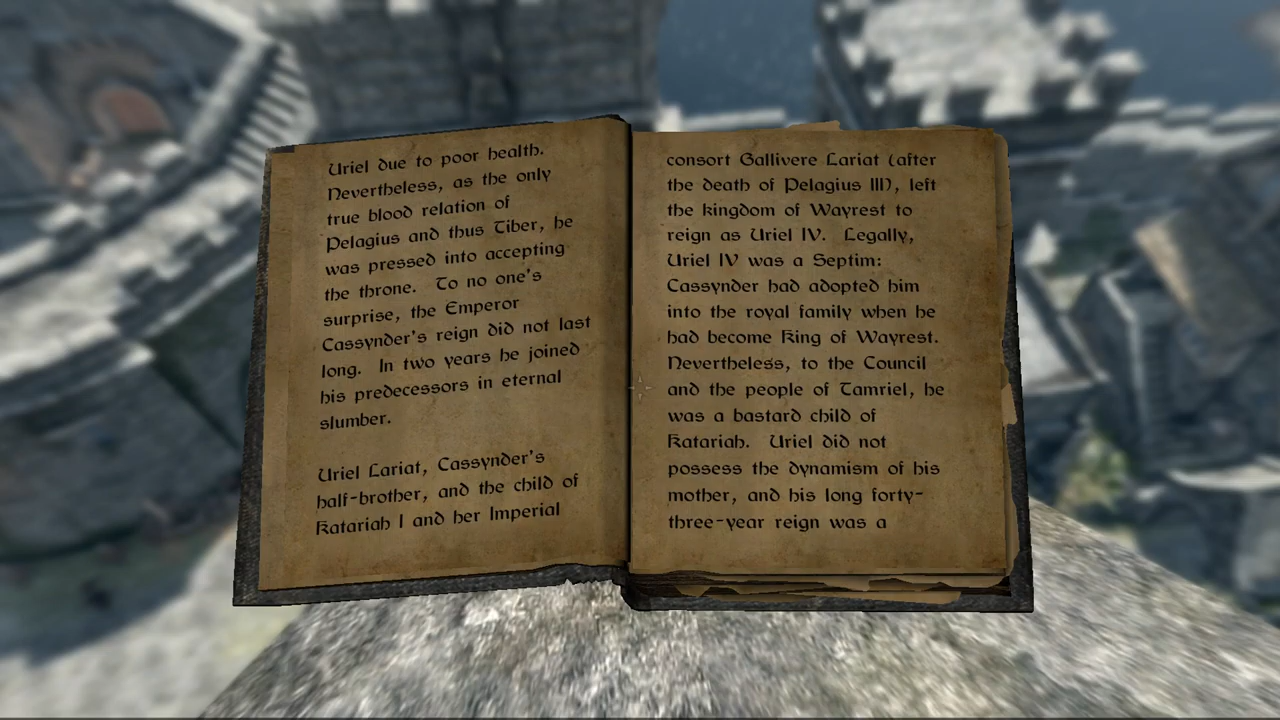 Uriel due to poor health.
Nevertheless, as the only
true blood relation of
Pelagius and thus Tiber, he
was pressed into accepting
the throne.  To no one's
surprise, the Emperor
Cassynder's reign did not last
long.  In two years he joined
his predecessors in eternal
slumber.
Uriel Lariat, Cassynder's
half-brother, and the child of
Katariah I and her Imperial
consort Gallivere Lariat (after
the death of Pelagius III), left
the kingdom of Wayrest to
reign as Uriel IV.  Legally,
Uriel IV was a Septim:
Cassynder had adopted him
into the royal family when he
had become King of Wayrest.
Nevertheless, to the Council
and the people of Tamriel, he
was a bastard child of
Katariah.  Uriel did not
possess the dynamism of his
mother, and his long forty-
three-year reign was a